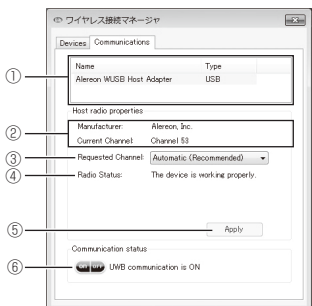 ワイヤレス接続マネージャ
Devices Communications
① Name Type
Alereon WUSB Host Adapter USB
Host radio properties
② Manufacturer: Alereon, Inc.
Current Channel: Channel 53
③ Requested Channel: Automatic (Recommended)
④ Radio Status: The device is working properly.
⑤ Apply
Communication status
⑥ ON OFF UWB communication is ON